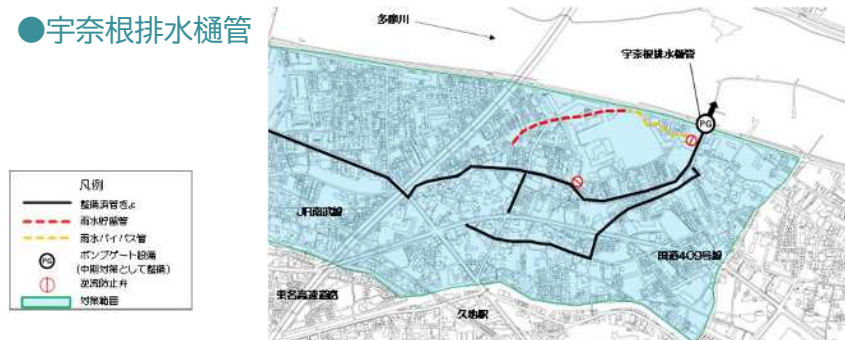 ●宇奈根排水樋管
多摩川
宇奈根排水樋管
PG
凡例
整備済管きょ
雨水貯留管
雨水バイパス管
PG
ポンプゲート設備
(中期対策として整備)
逆流防止弁
対策範囲
JR南武線
国道409号線
東名高速道路
久地駅